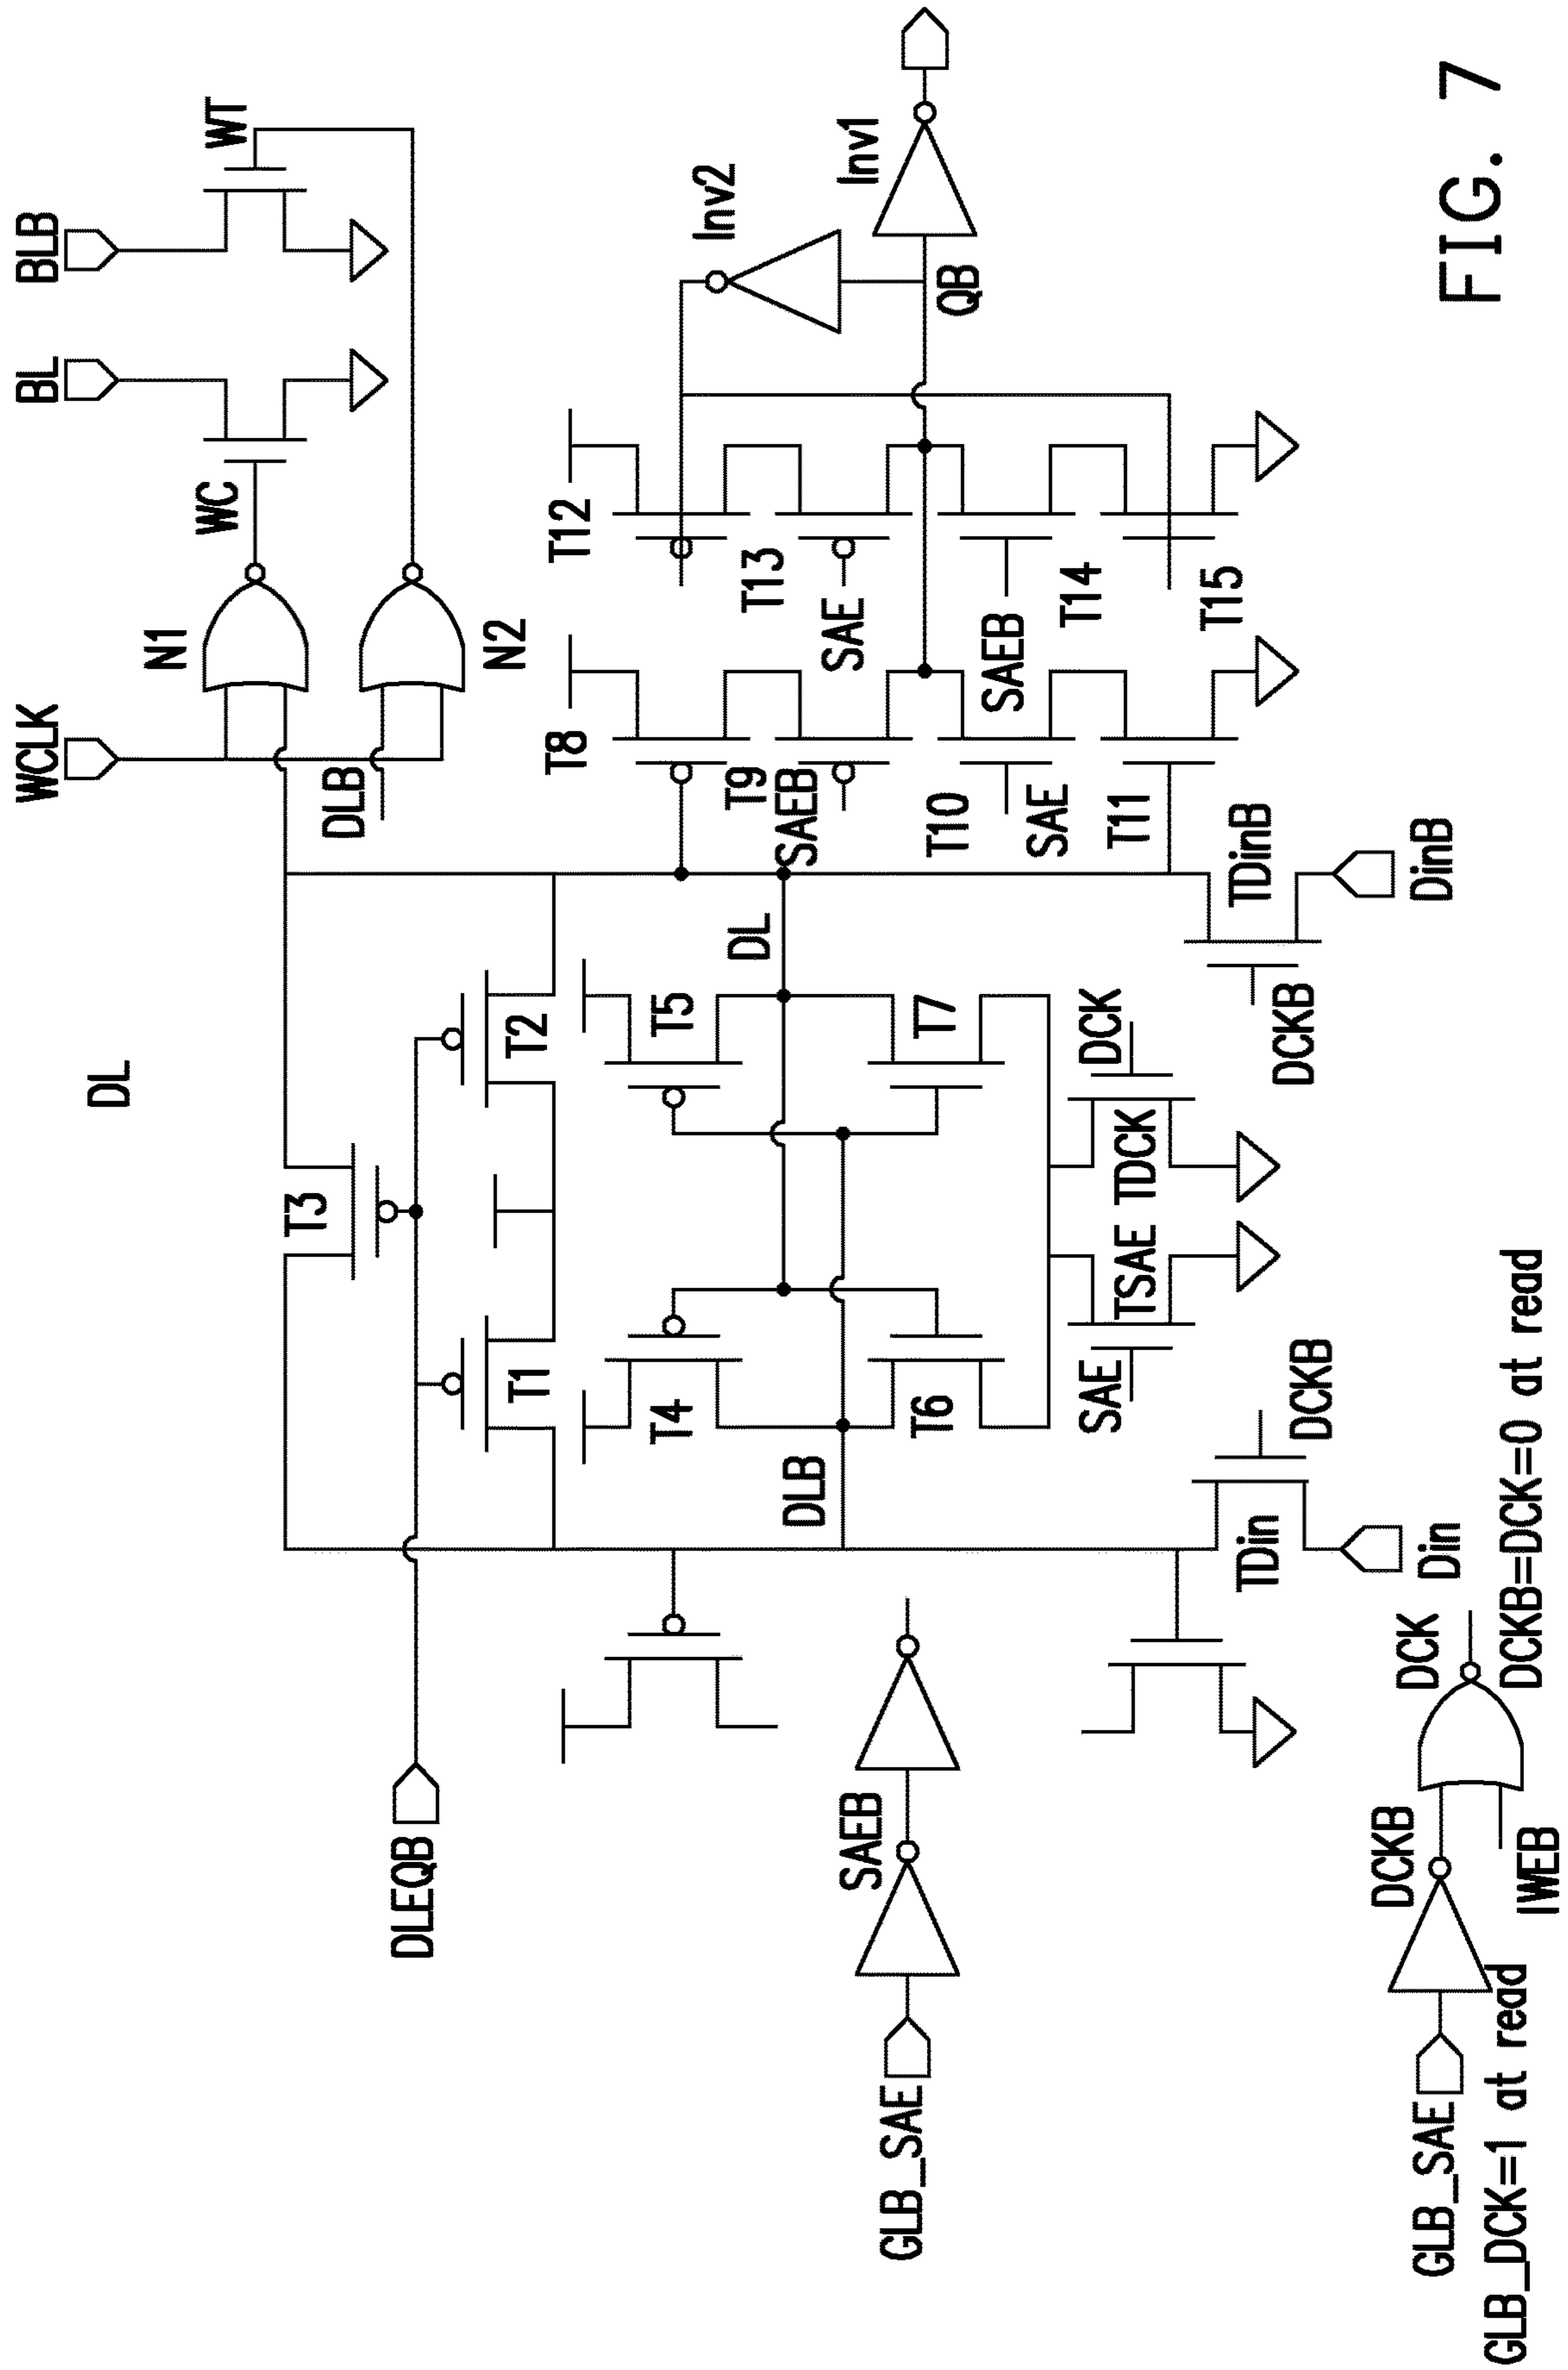 WCLK
BL
BLB
N1
WC
WT
DL
DLB
N2
T3
DLEQB
T1
T2
T4
T5
DL
T8
T9
SAEB
T12
T13
SAE
Inv2
Inv1
QB
DLB
T6
T7
T10
SAE
SAEB
T14
T11
T15
GLB_SAE
SAEB
SAE
TSAE
TDCK
DCK
TDin
DCKB
Din
DCKB
TDinB
DinB
GLB_SAE
DCKB
IWEB
DCK
GLB_DCK=1 at read
DCKB=DCK=0 at read
FIG. 7